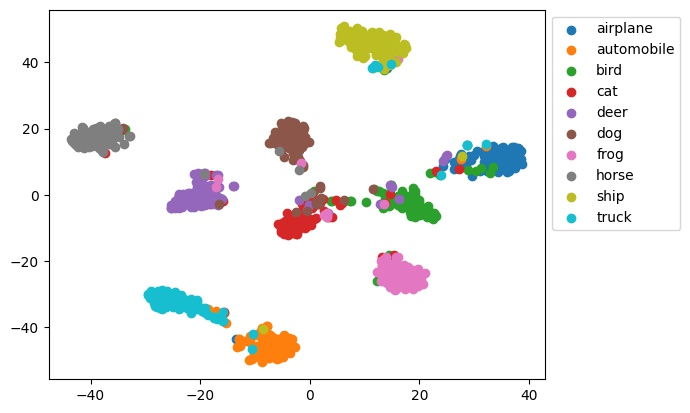 airplane
automobile
bird
cat
deer
dog
frog
horse
ship
truck
40
20
0
−20
−40
−40
−20
0
20
40